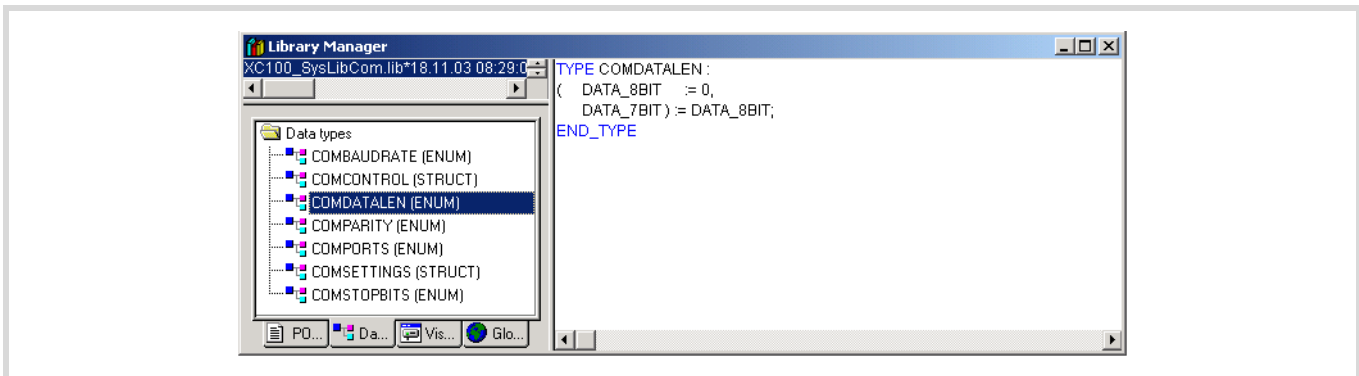 Library Manager
XC100_SysLibCom.lib*18.11.03 08:29:0
Data types
COMBAUDRATE (ENUM)
COMCONTROL (STRUCT)
COMDATALEN (ENUM)
COMPARITY (ENUM)
COMPORTS (ENUM)
COMSETTINGS (STRUCT)
COMSTOPBITS (ENUM)
PO... Da... Vis... Glo...
TYPE COMDATALEN :
( DATA_8BIT := 0,
DATA_7BIT ) := DATA_8BIT;
END_TYPE